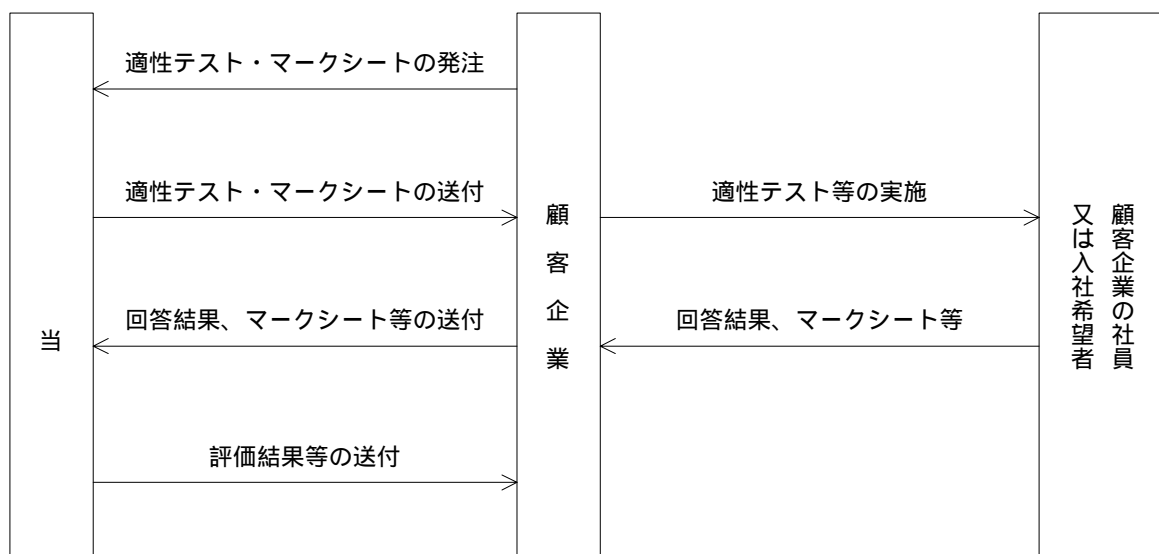 適性テスト・マークシートの発注
適性テスト・マークシートの送付
適性テスト等の実施
回答結果、マークシート等の送付
回答結果、マークシート等
評価結果等の送付
当
顧客企業
顧客企業の社員
又は入社希望者